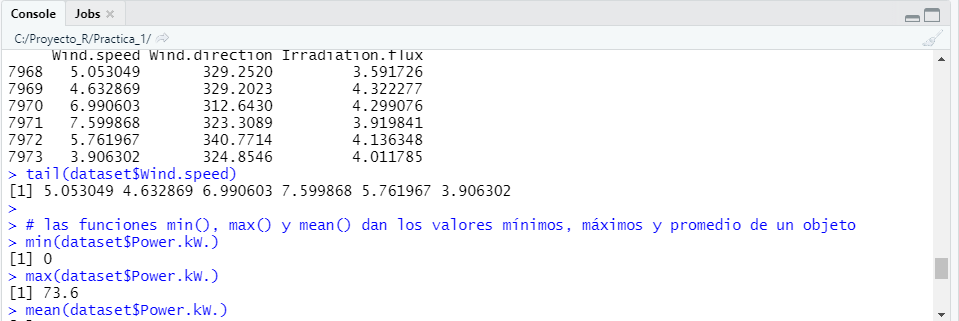 Console Jobs
C:/Proyecto_R/Practica_1/
Wind.speed Wind.direction Irradiation.flux
7968 5.053049 329.2520 3.591726
7969 4.632869 329.2023 4.322277
7970 6.990603 312.6430 4.299076
7971 7.599868 323.3089 3.919841
7972 5.761967 340.7714 4.136348
7973 3.906302 324.8546 4.011785
> tail(dataset$Wind.speed)
[1] 5.053049 4.632869 6.990603 7.599868 5.761967 3.906302
>
> # las funciones min(), max() y mean() dan los valores mínimos, máximos y promedio de un objeto
> min(dataset$Power.kW.)
[1] 0
> max(dataset$Power.kW.)
[1] 73.6
> mean(dataset$Power.kW.)